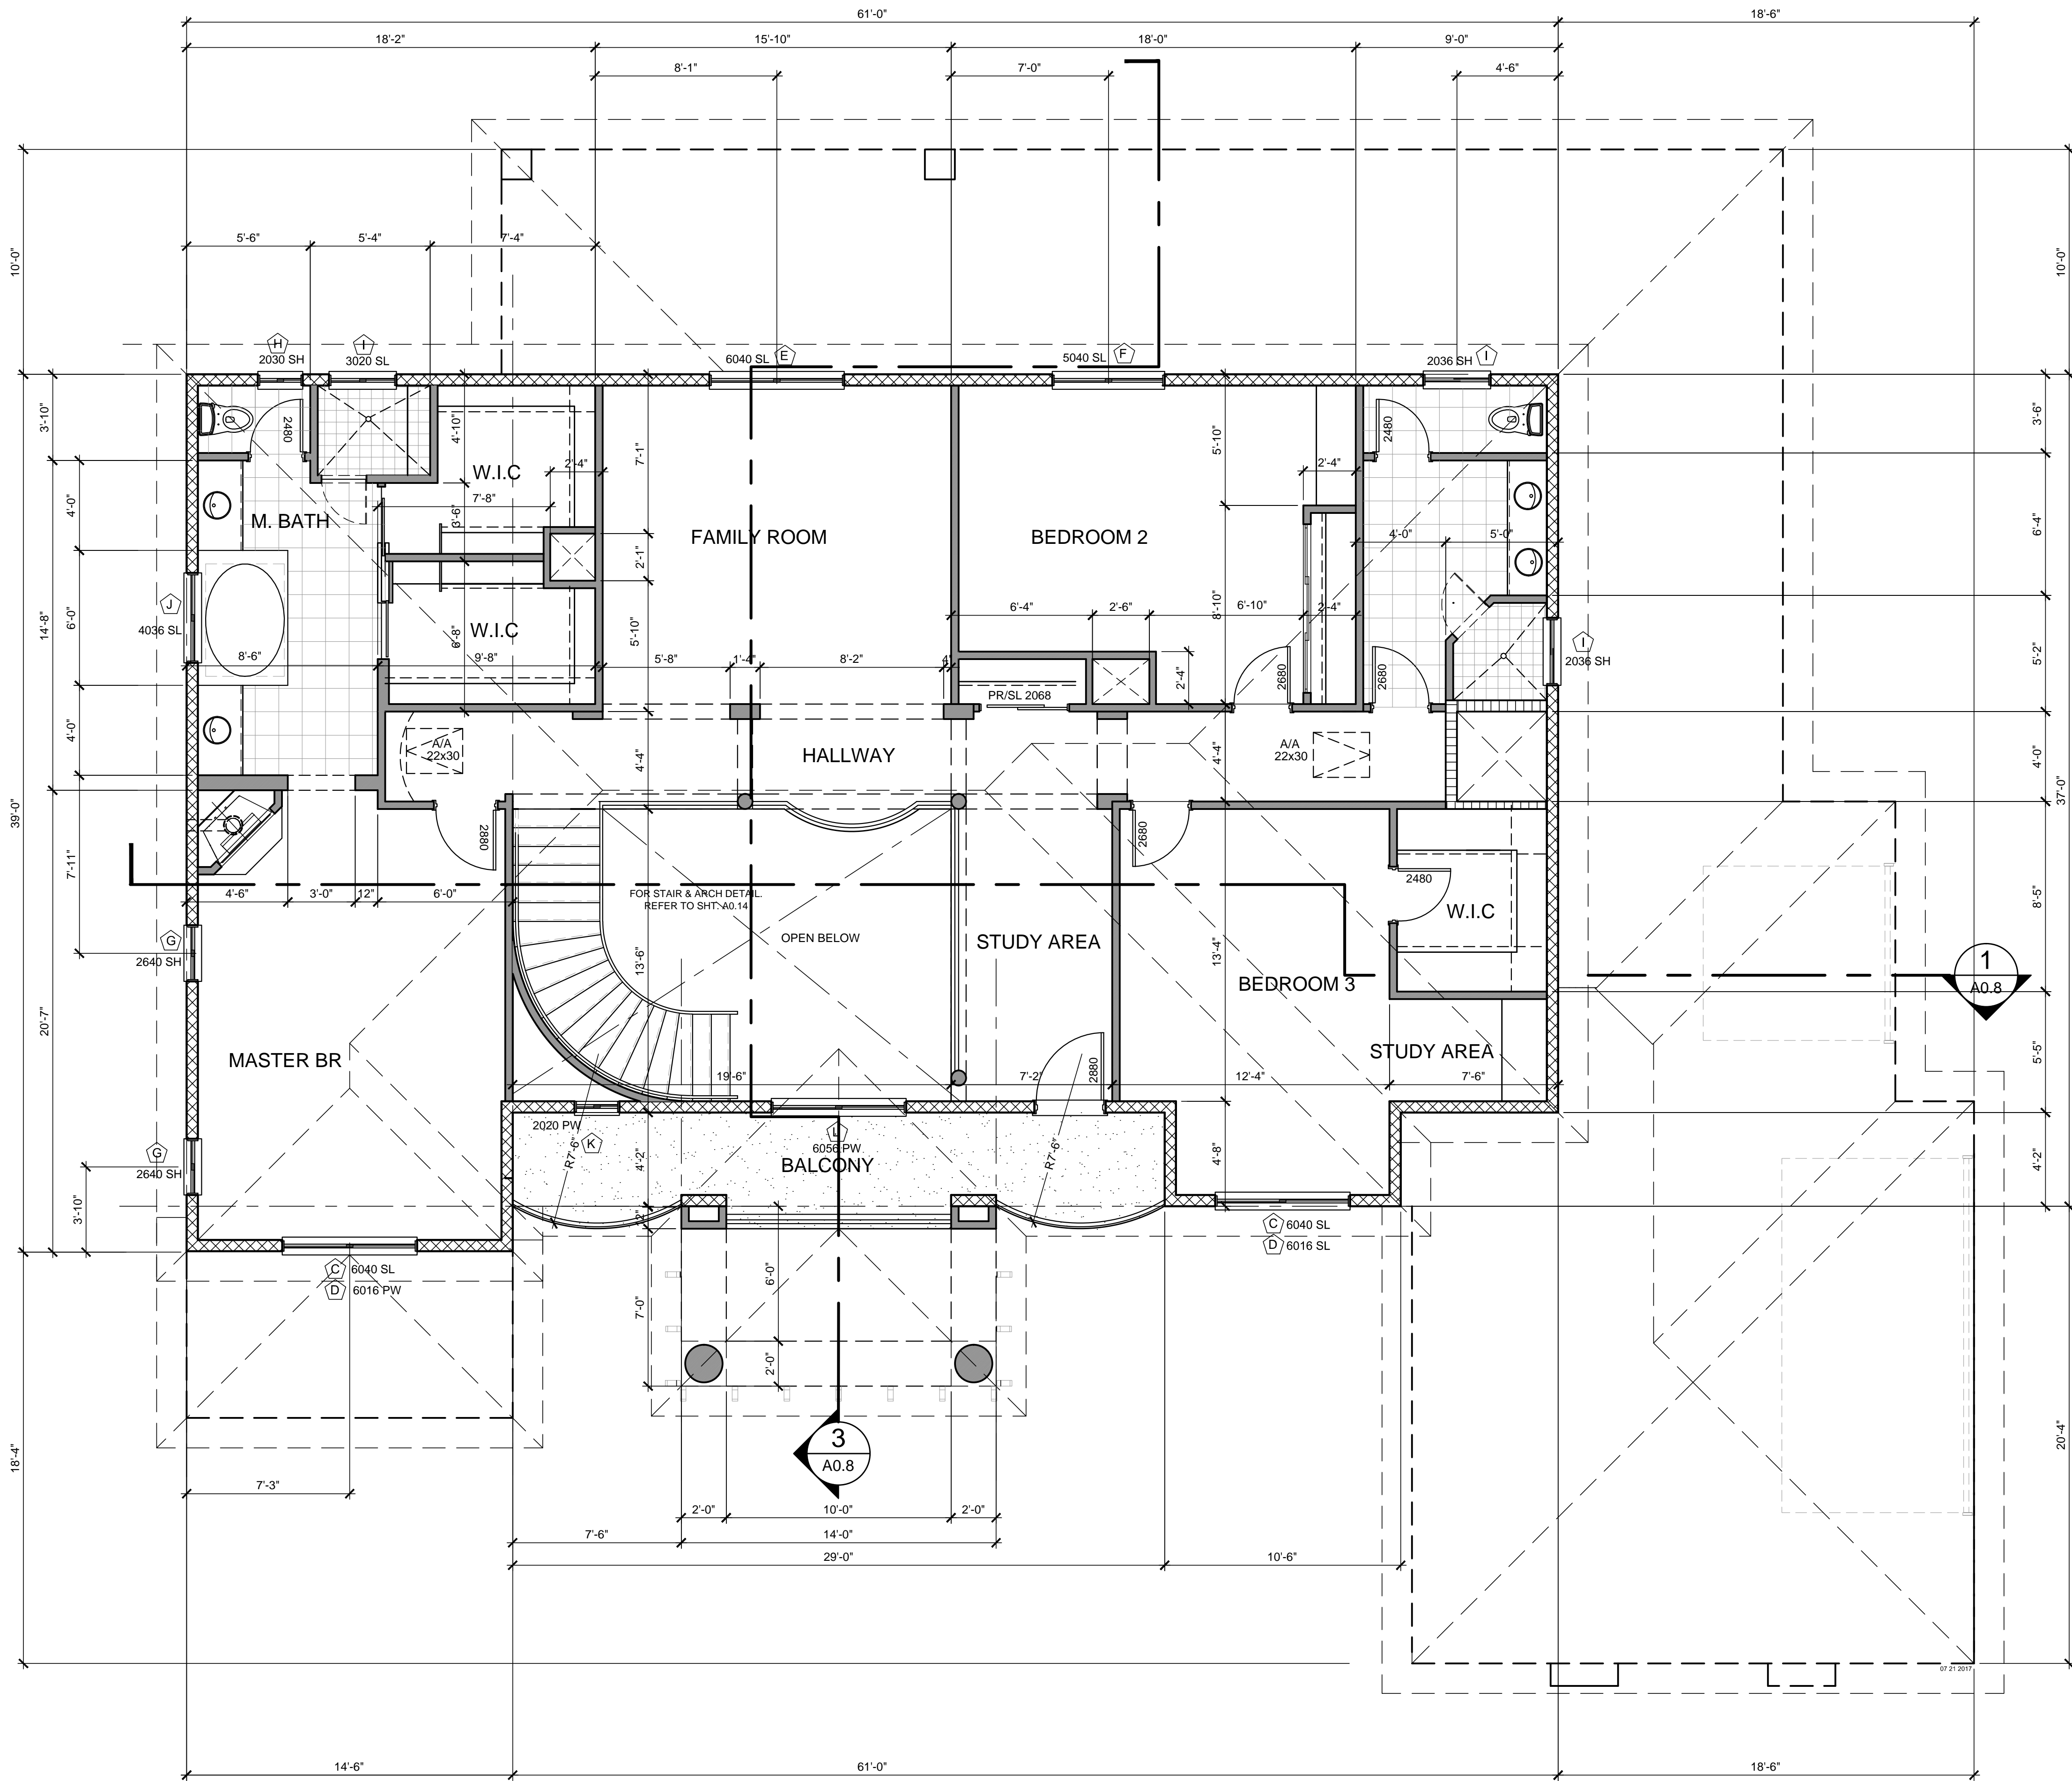 61'-0" 18'-6"
18'-2" 15'-10" 18'-0" 9'-0"
8'-1" 7'-0" 4'-6"
5'-6" 5'-4" 7'-4"
10'-0" 10'-0"
H I E F I
2030 SH 3020 SL 6040 SL 5040 SL 2036 SH
3'-10" 2480 4'-10" 7'-1" 5'-10" 2480 3'-6"
2'-4" 2'-4"
W.I.C
7'-8"
4'-0" 3'-6" 6'-4"
M. BATH FAMILY ROOM BEDROOM 2
4'-0" 5'-0"
2'-1"
J
4036 SL
14'-8" 6'-0" 6'-8" 5'-10" 8'-10"
6'-4" 2'-6" 6'-10" 2'-4"
W.I.C
I
2036 SH
8'-6" 9'-8" 5'-8" 1'-4" 8'-2" 4"
5'-2"
2'-4" 2680 2680
PR/SL 2068
4'-0" 4'-4" 4'-4" 4'-0"
A/A
22x30
HALLWAY
A/A
22x30
37'-0"
39'-0"
7'-11" 2880 2680
4'-6" 3'-0" 12" 6'-0"
FOR STAIR & ARCH DETAIL.
REFER TO SHT. A0.14
2480
W.I.C
8'-5"
OPEN BELOW
STUDY AREA
G
2640 SH
13'-6" 13'-4"
BEDROOM 3
1
A0.8
20'-7"
MASTER BR
STUDY AREA
5'-5"
19'-6" 7'-2" 2880 12'-4" 7'-6"
2020 PW
K
L
6056 PW
G
2640 SH
R7'-6" 4'-2" R7'-6" 4'-8" 4'-2"
BALCONY
3'-10"
C 6040 SL
D 6016 SL
C 6040 SL
D 6016 PW
6'-0"
7'-0"
2'-0"
18'-4" 20'-4"
3
A0.8
7'-3"
2'-0" 10'-0" 2'-0"
7'-6" 14'-0"
29'-0" 10'-6"
07 21 2017
14'-6" 61'-0" 18'-6"